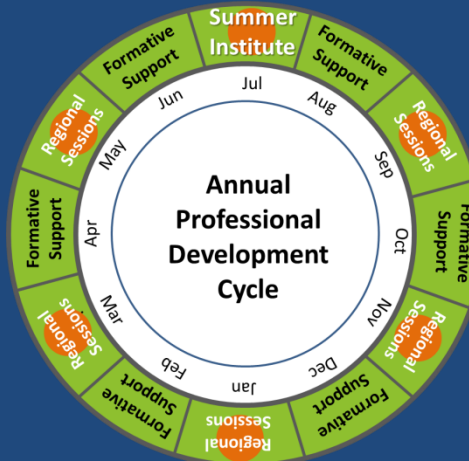 Summer
Institute
Jul
Formative
Support
Aug
Regional
Sessions
Sep
Formative
Support
Oct
Regional
Sessions
Nov
Formative
Support
Dec
Regional
Sessions
Jan
Formative
Support
Feb
Regional
Sessions
Mar
Formative
Support
Apr
Regional
Sessions
May
Formative
Support
Jun
Annual
Professional
Development
Cycle